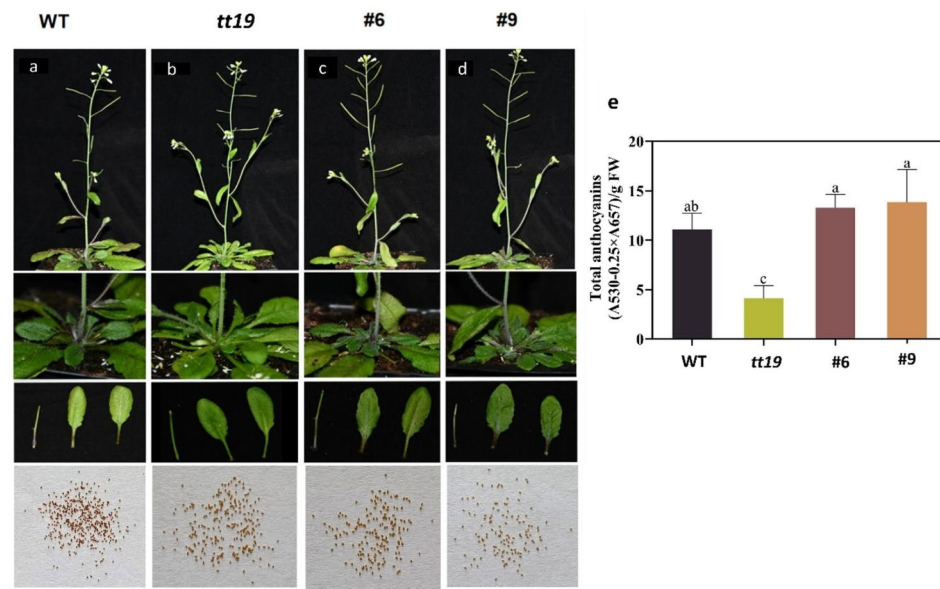 WT tt19 #6 #9
a b c d
e
Total anthocyanins
(A530-0.25×A657)/g FW
20
15
10
5
0
ab
c
a
a
WT tt19 #6 #9